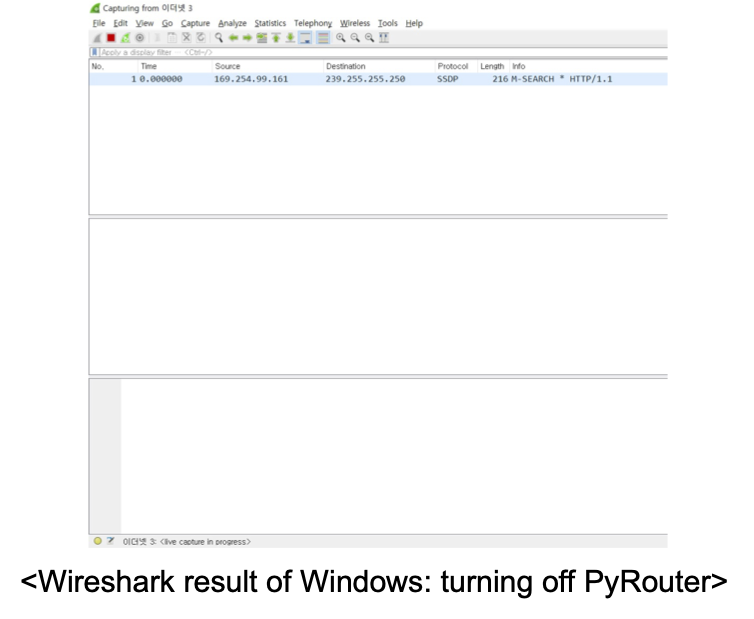 Capturing from 이더넷 3
File Edit View Go Capture Analyze Statistics Telephony Wireless Tools Help
Apply a display filter ... <Ctrl-/>
No. Time Source Destination Protocol Length Info
1 0.000000 169.254.99.161 239.255.255.250 SSDP 216 M-SEARCH * HTTP/1.1
이더넷 3: <live capture in progress>
<Wireshark result of Windows: turning off PyRouter>